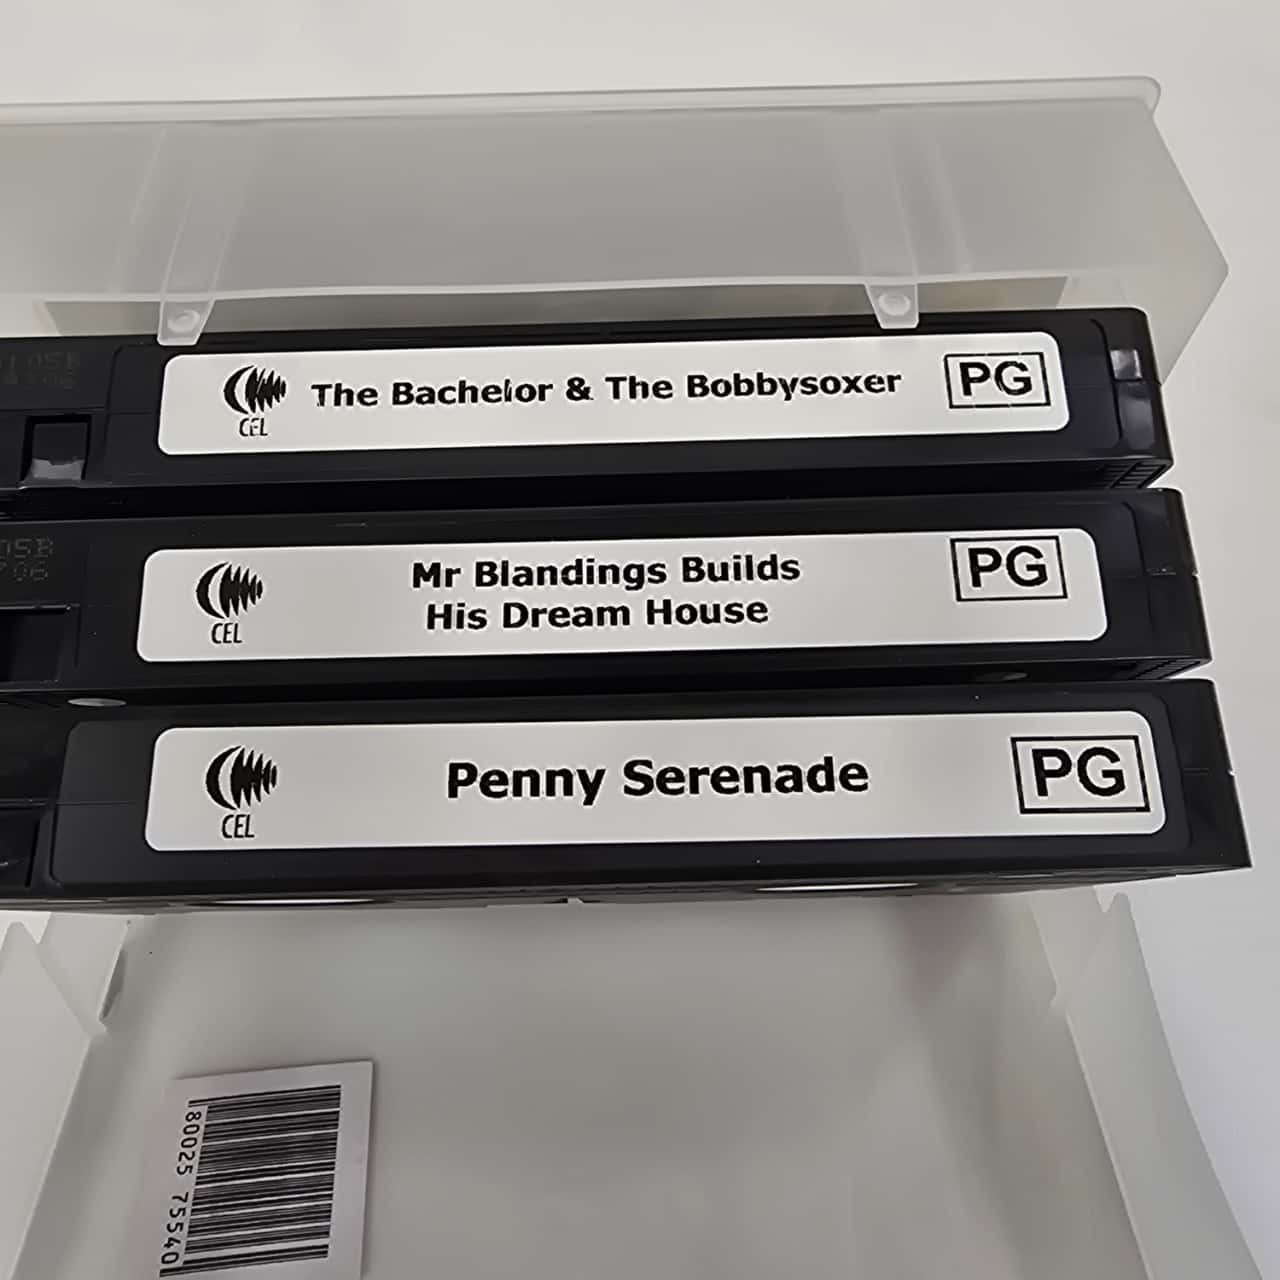 CEL
The Bachelor & The Bobbysoxer
PG
CEL
Mr Blandings Builds
His Dream House
PG
CEL
Penny Serenade
PG
80025 75540